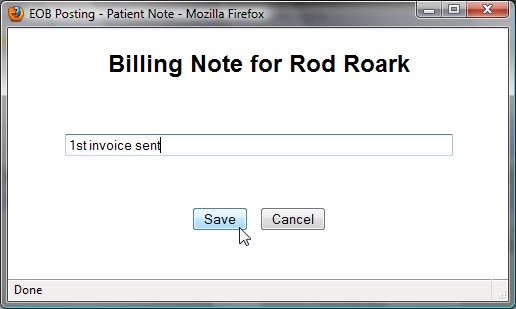 EOB Posting - Patient Note - Mozilla Firefox
Billing Note for Rod Roark
1st invoice sent
Save Cancel
Done